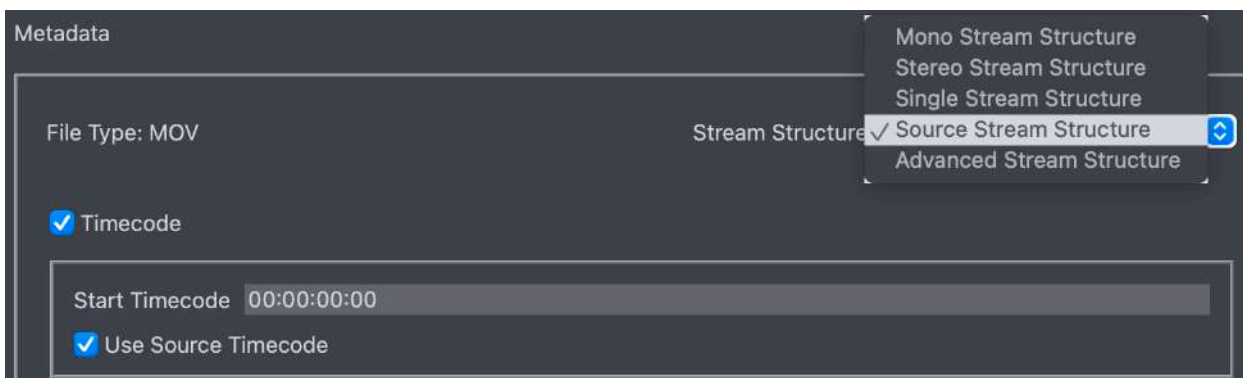 Metadata
Mono Stream Structure
Stereo Stream Structure
Single Stream Structure
File Type: MOV
Stream Structure
Source Stream Structure
Advanced Stream Structure
Timecode
Start Timecode 00:00:00:00
Use Source Timecode